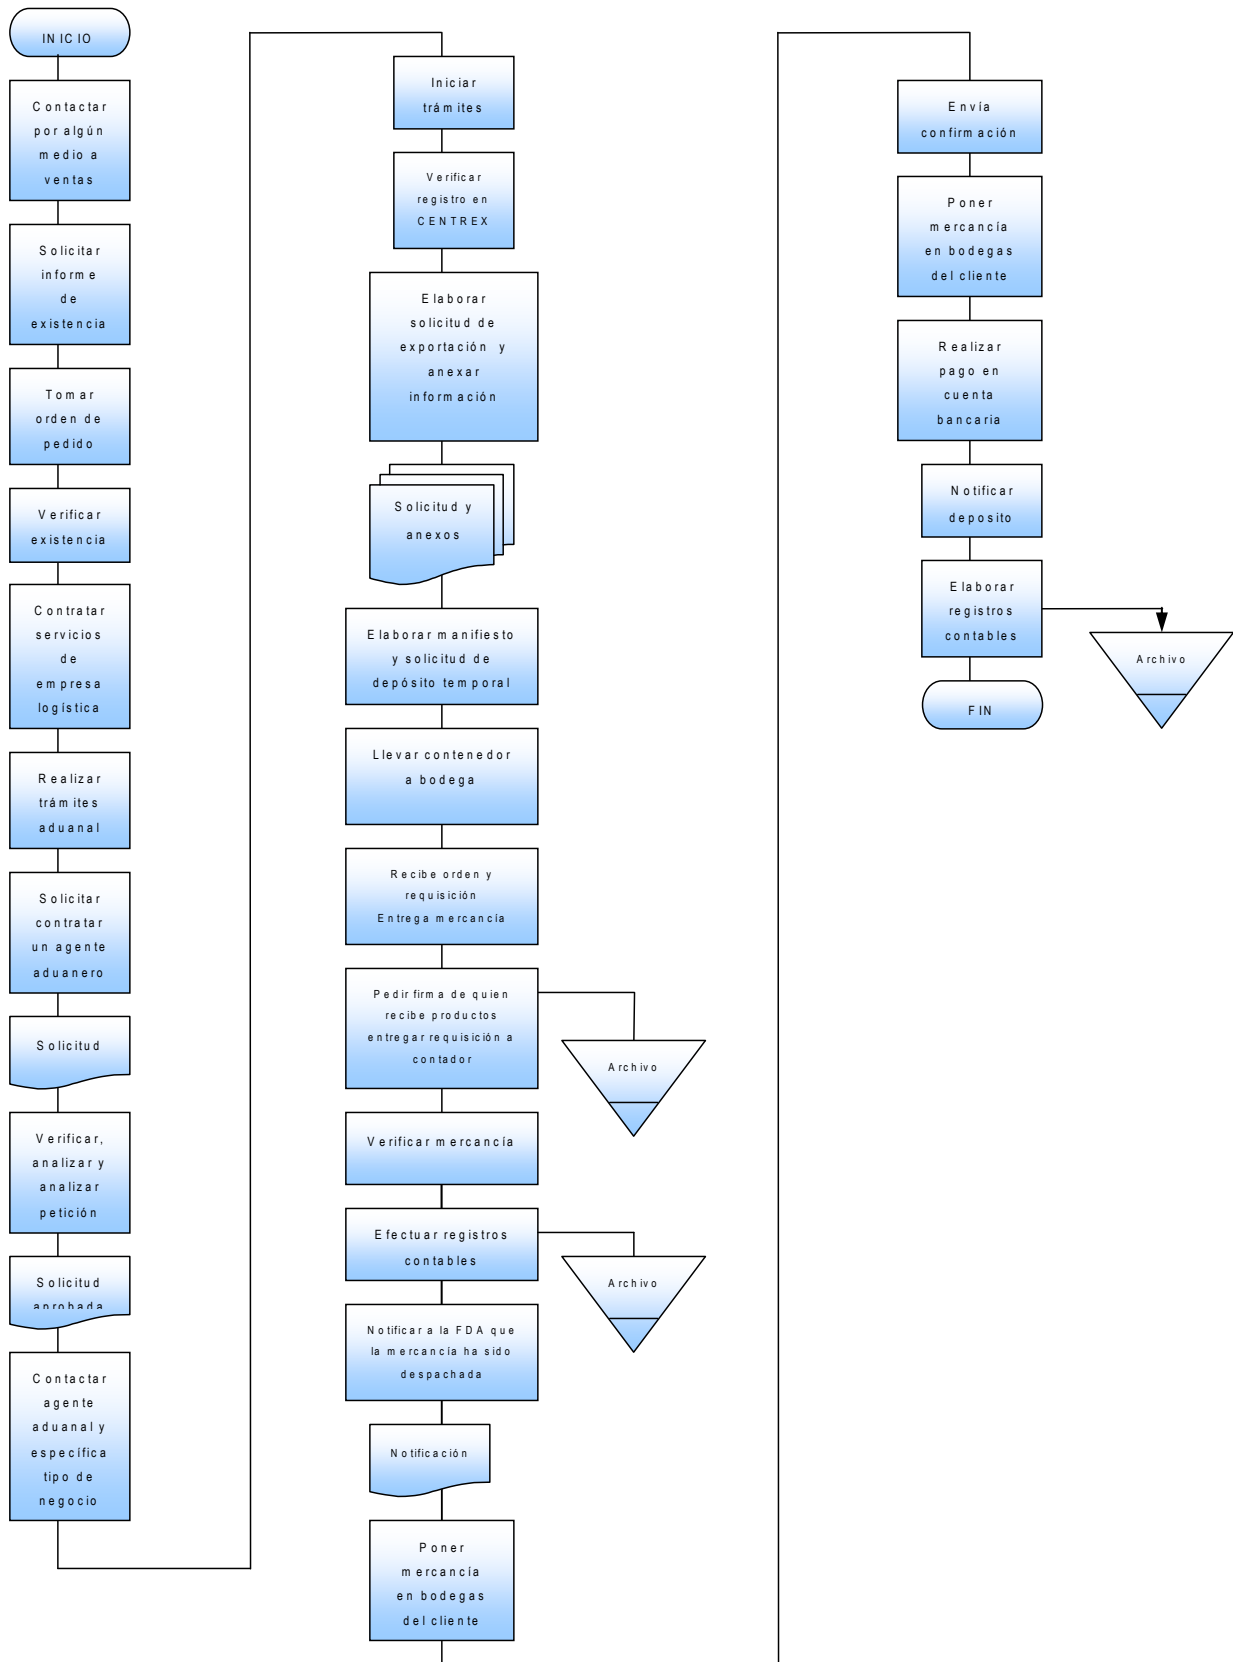 INICIO
Contactar
por algún
medio a
ventas
Solicitar
informe
de
existencia
Tomar
orden de
pedido
Verificar
existencia
Contratar
servicios
de
empresa
logística
Realizar
trámites
aduanal
Solicitar
contratar
un agente
aduanero
Solicitud
Verificar,
analizar y
analizar
petición
Solicitud
aprobada
Contactar
agente
aduanal y
específica
tipo de
negocio
Iniciar
trámites
Verificar
registro en
CENTREX
Elaborar
solicitud de
exportación y
anexar
información
Solicitud y
anexos
Elaborar manifiesto
y solicitud de
depósito temporal
Llevar contenedor
a bodega
Recibe orden y
requisición
Entrega mercancía
Pedir firma de quien
recibe productos
entregar requisición a
contador
Archivo
Verificar mercancía
Efectuar registros
contables
Archivo
Notificar a la FDA que
la mercancía ha sido
despachada
Notificación
Poner
mercancía
en bodegas
del cliente
Envía
confirmación
Poner
mercancía
en bodegas
del cliente
Realizar
pago en
cuenta
bancaria
Notificar
deposito
Elaborar
registros
contables
Archivo
FIN